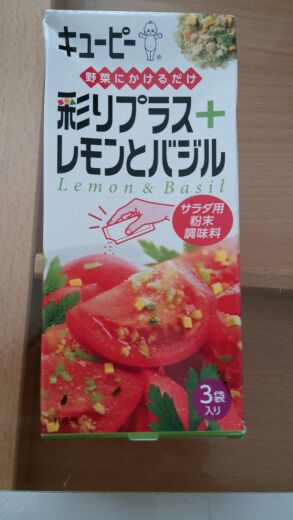 キユーピー
®
野菜にかけるだけ
彩りプラス+
レモンとバジル
Lemon & Basil
サラダ用
粉末
調味料
3袋
入り